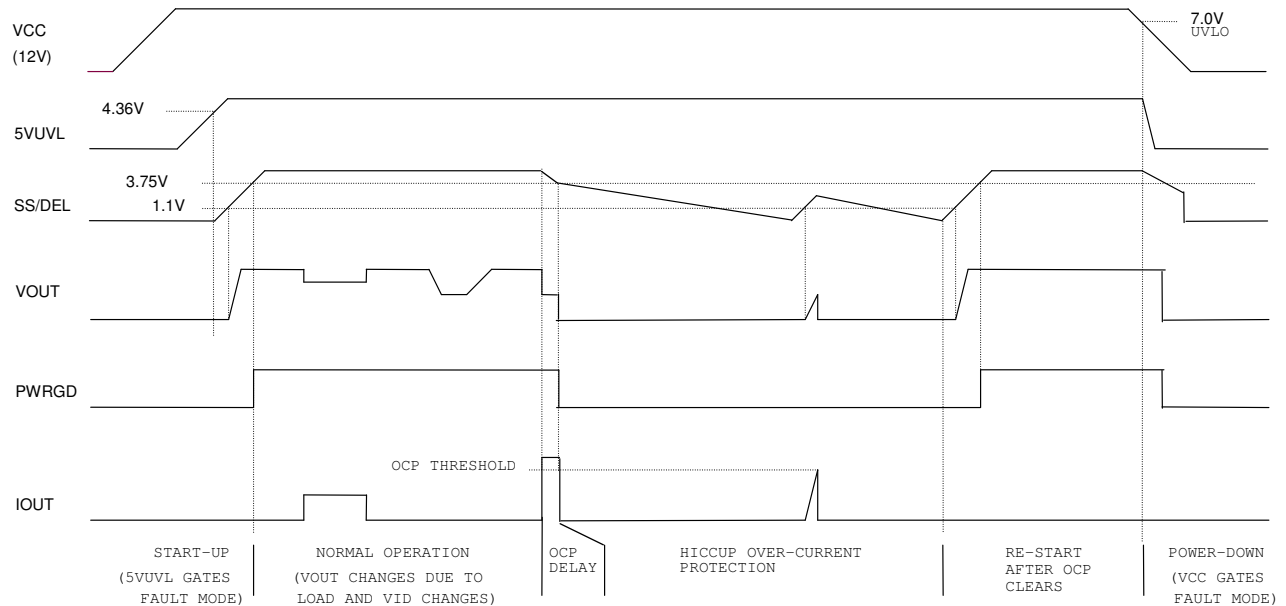 VCC
(12V)
7.0V
UVLO
4.36V
5VUVL
3.75V
SS/DEL
1.1V
VOUT
PWRGD
OCP THRESHOLD
IOUT
START-UP
(5VUVL GATES
FAULT MODE)
NORMAL OPERATION
(VOUT CHANGES DUE TO
LOAD AND VID CHANGES)
OCP
DELAY
HICCUP OVER-CURRENT
PROTECTION
RE-START
AFTER OCP
CLEARS
POWER-DOWN
(VCC GATES
FAULT MODE)